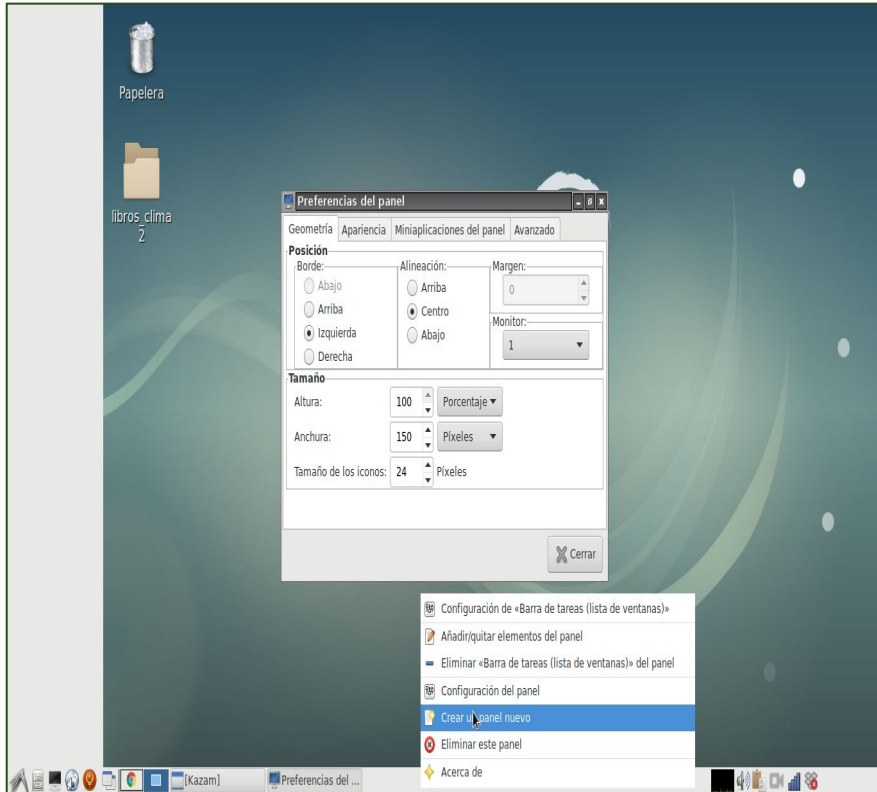 Papelera
libros_clima
_2
Preferencias del panel
Geometría Apariencia Miniaplicaciones del panel Avanzado
Posición
Borde: Alineación: Margen:
Abajo Arriba 0
Arriba Centro
Monitor:
Izquierda Abajo 1
Derecha
Tamaño
Altura: 100 Porcentaje
Anchura: 150 Píxeles
Tamaño de los iconos: 24 Píxeles
Cerrar
Configuración de «Barra de tareas (lista de ventanas)»
Añadir/quitar elementos del panel
Eliminar «Barra de tareas (lista de ventanas)» del panel
Configuración del panel
Crear un panel nuevo
Eliminar este panel
Acerca de
[Kazam] Preferencias del ...